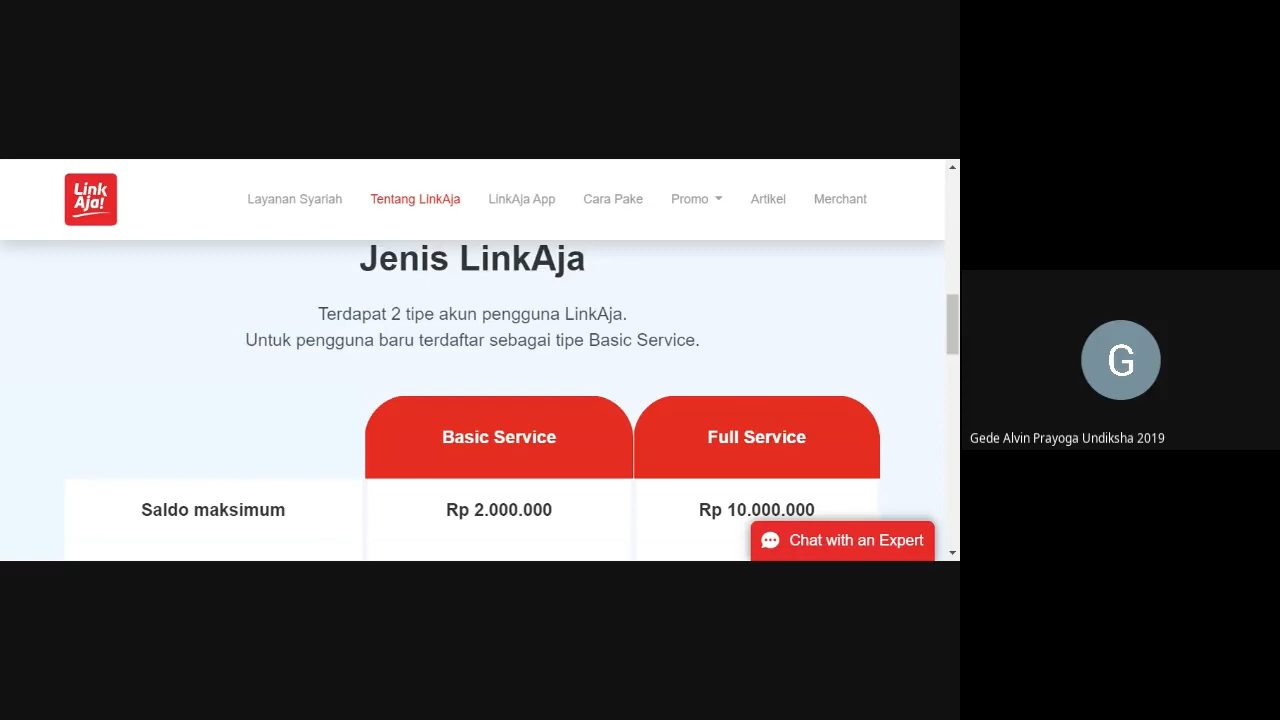 Link
Aja!
Layanan Syariah Tentang LinkAja LinkAja App Cara Pake Promo Artikel Merchant
Jenis LinkAja
Terdapat 2 tipe akun pengguna LinkAja.
Untuk pengguna baru terdaftar sebagai tipe Basic Service.
Basic Service Full Service
Saldo maksimum Rp 2.000.000 Rp 10.000.000
Chat with an Expert
G
Gede Alvin Prayoga Undiksha 2019